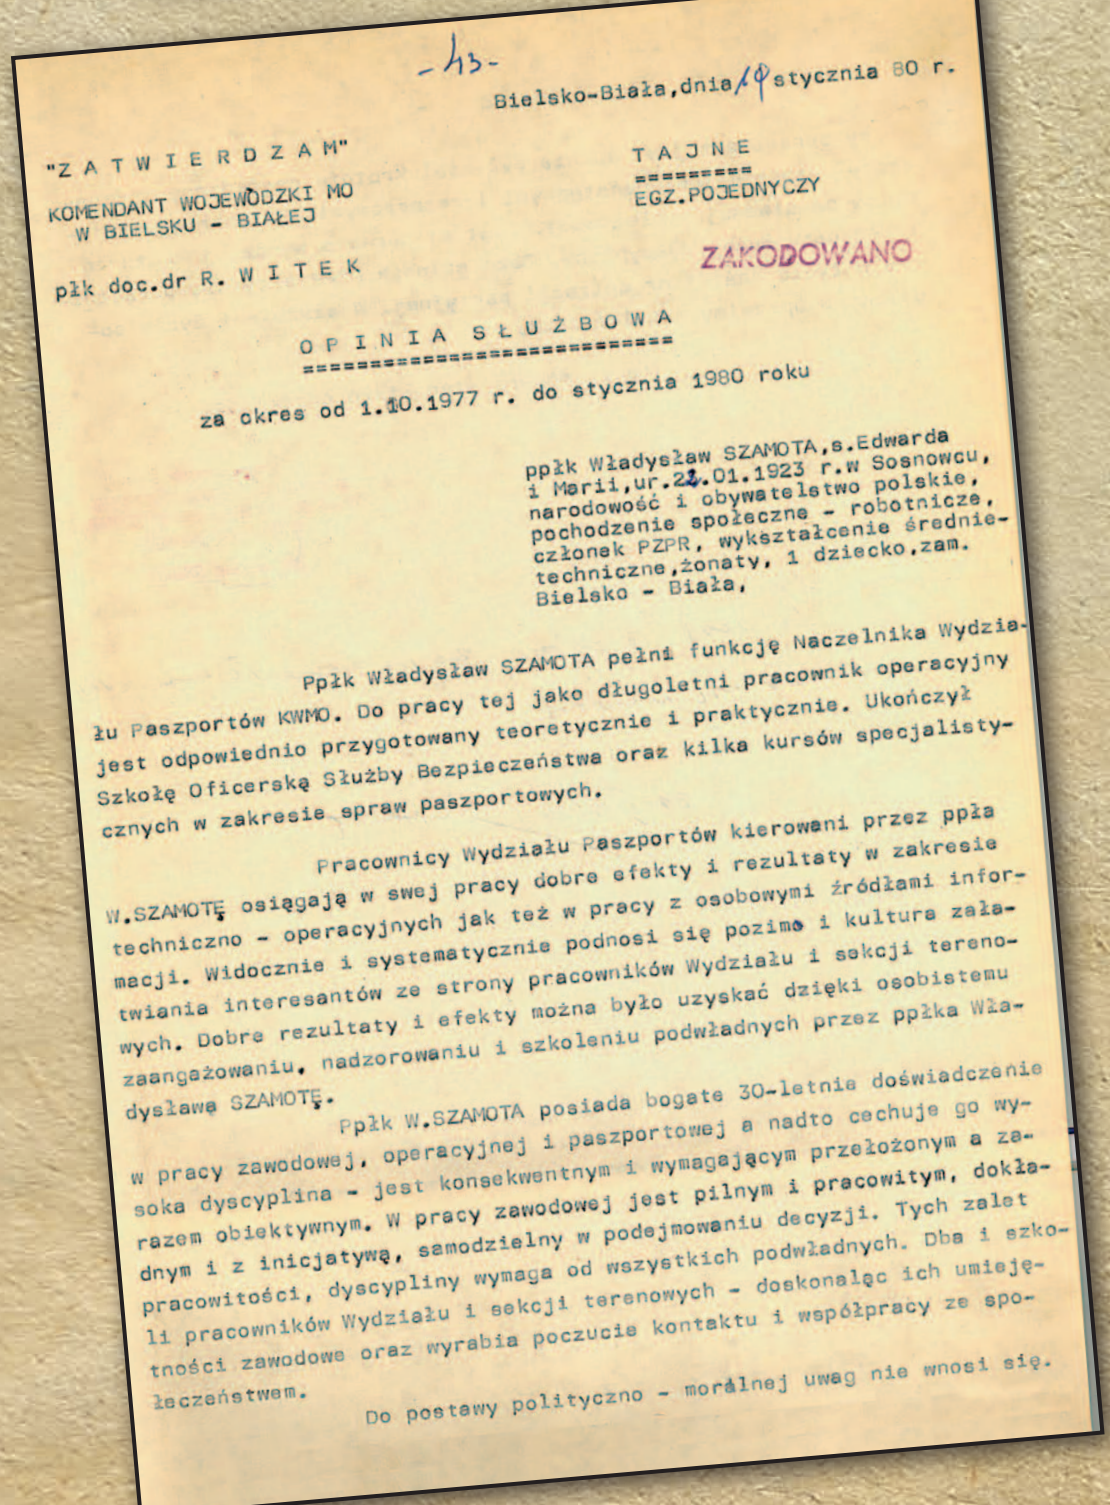 - 43 -
Bielsko-Biała,dnia 19 stycznia 80 r.
"Z A T W I E R D Z A M"
KOMENDANT WOJEWÓDZKI MO
W BIELSKU - BIAŁEJ
płk doc.dr R. W I T E K
T A J N E
=========
EGZ.POJEDNYCZY
ZAKODOWANO
O P I N I A  S Ł U Ż B O W A
============================
za okres od 1.10.1977 r. do stycznia 1980 roku
ppłk Władysław SZAMOTA,s.Edwarda
i Marii,ur.22.01.1923 r.w Sosnowcu,
narodowość i obywatelstwo polskie,
pochodzenie społeczne - robotnicze,
członek PZPR, wykształcenie średnie-
techniczne,żonaty, 1 dziecko,zam.
Bielsko - Biała,
Ppłk Władysław SZAMOTA pełni funkcję Naczelnika Wydzia-
łu Paszportów KWMO. Do pracy tej jako długoletni pracownik operacyjny
jest odpowiednio przygotowany teoretycznie i praktycznie. Ukończył
Szkołę Oficerską Służby Bezpieczeństwa oraz kilka kursów specjalisty-
cznych w zakresie spraw paszportowych.
Pracownicy Wydziału Paszportów kierowani przez ppła
W.SZAMOTĘ osiągają w swej pracy dobre efekty i rezultaty w zakresie
techniczno - operacyjnych jak też w pracy z osobowymi źródłami infor-
macji. Widocznie i systematycznie podnosi się pozimo i kultura zała-
twiania interesantów ze strony pracowników Wydziału i sekcji tereno-
wych. Dobre rezultaty i efekty można było uzyskać dzięki osobistemu
zaangażowaniu, nadzorowaniu i szkoleniu podwładnych przez ppłka Wła-
dysława SZAMOTĘ.
Ppłk W.SZAMOTA posiada bogate 30-letnie doświadczenie
w pracy zawodowej, operacyjnej i paszportowej a nadto cechuje go wy-
soka dyscyplina - jest konsekwentnym i wymagającym przełożonym a za-
razem obiektywnym. W pracy zawodowej jest pilnym i pracowitym, dokła-
dnym i z inicjatywą, samodzielny w podejmowaniu decyzji. Tych zalet
pracowitości, dyscypliny wymaga od wszystkich podwładnych. Dba i szko-
li pracowników Wydziału i sekcji terenowych - doskonaląc ich umieję-
tności zawodowe oraz wyrabia poczucie kontaktu i współpracy ze spo-
łeczeństwem.
Do postawy polityczno - moralnej uwag nie wnosi się.